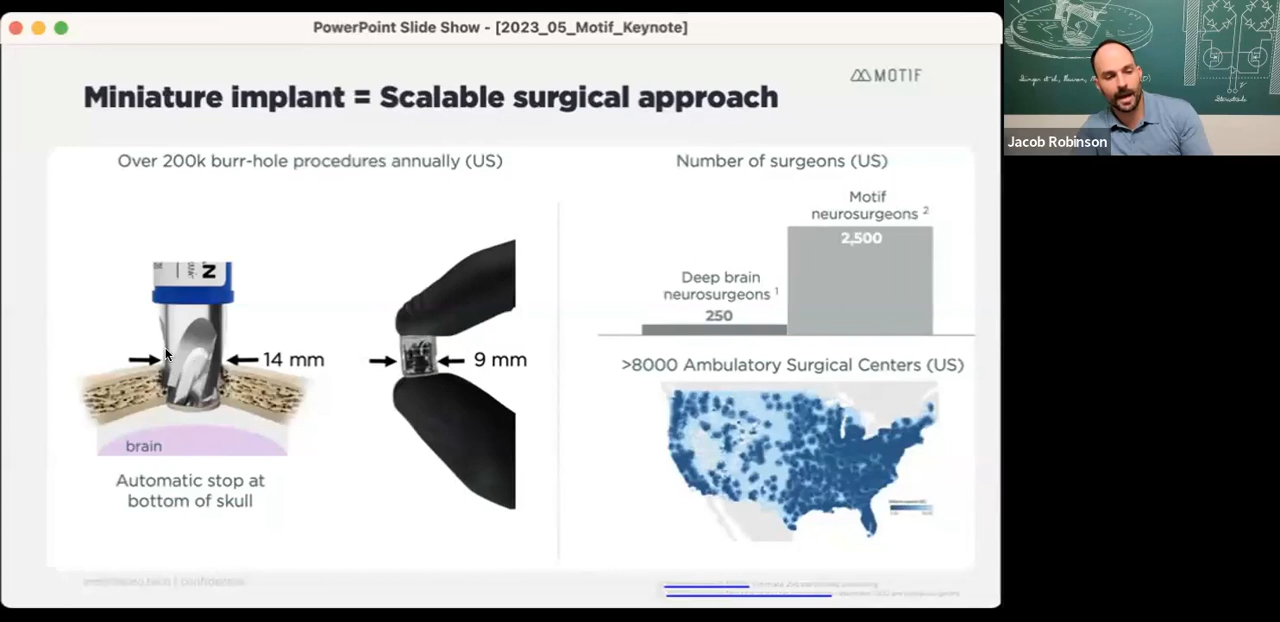 PowerPoint Slide Show - [2023_05_Motif_Keynote]
MOTIF
Miniature implant = Scalable surgical approach
Over 200k burr-hole procedures annually (US)
Number of surgeons (US)
Motif
neurosurgeons 2
2,500
Deep brain
neurosurgeons 1
250
14 mm
9 mm
>8000 Ambulatory Surgical Centers (US)
brain
Automatic stop at
bottom of skull
confidential
Jacob Robinson